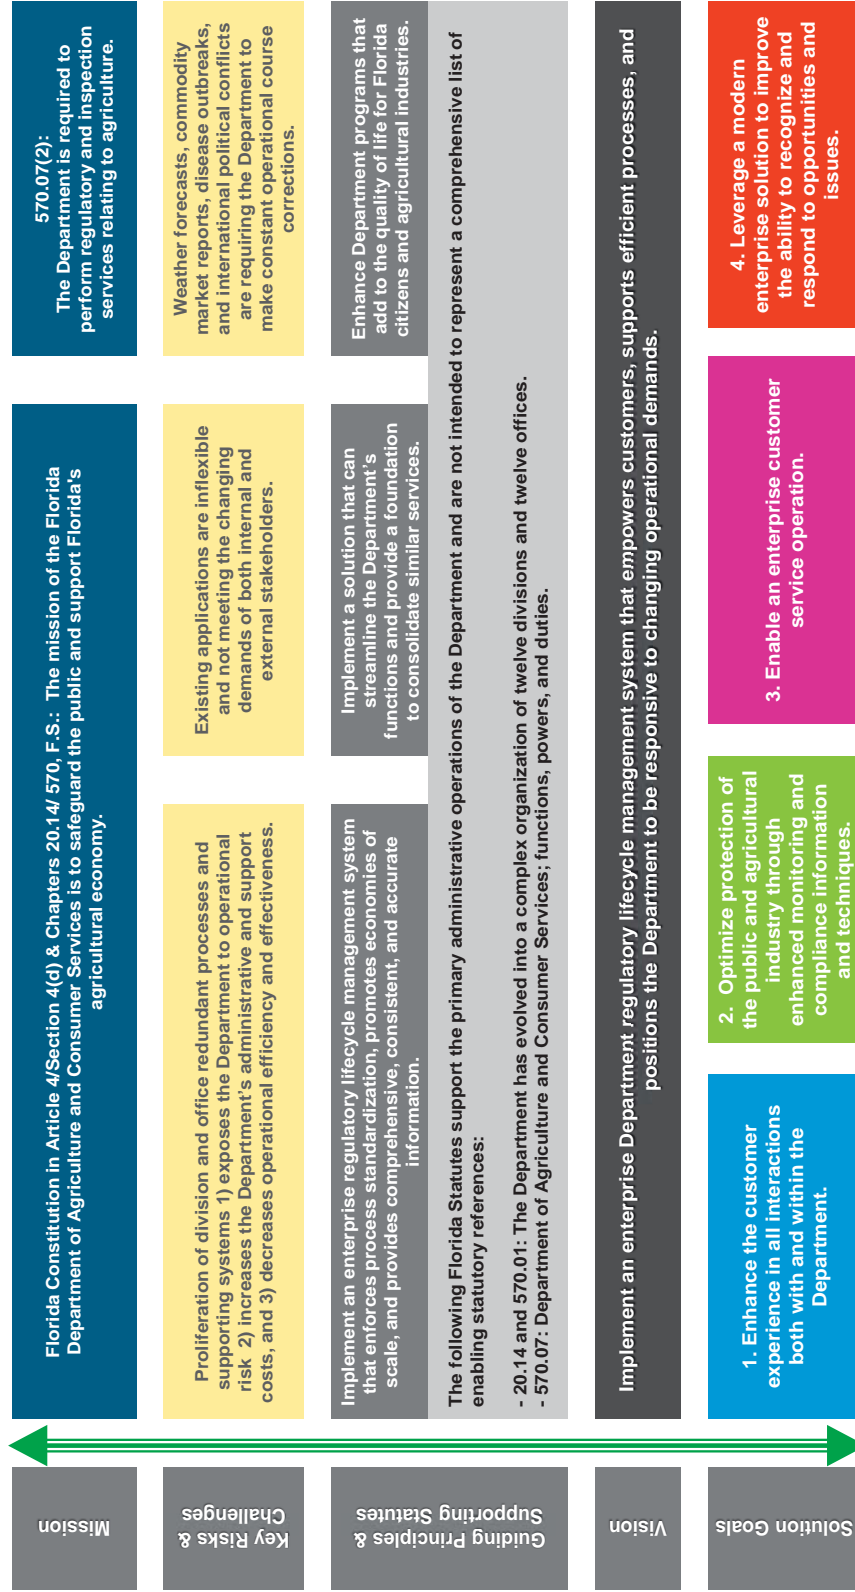 Mission
Florida Constitution in Article 4/Section 4(d) & Chapters 20.14/ 570, F.S.:  The mission of the Florida
Department of Agriculture and Consumer Services is to safeguard the public and support Florida's
agricultural economy.
570.07(2):
The Department is required to
perform regulatory and inspection
services relating to agriculture.
Key Risks &
Challenges
Proliferation of division and office redundant processes and
supporting systems 1) exposes the Department to operational
risk  2) increases the Department's administrative and support
costs, and 3) decreases operational efficiency and effectiveness.
Existing applications are inflexible
and not meeting the changing
demands of both internal and
external stakeholders.
Weather forecasts, commodity
market reports, disease outbreaks,
and international political conflicts
are requiring the Department to
make constant operational course
corrections.
Guiding Principles &
Supporting Statutes
Implement an enterprise regulatory lifecycle management system
that enforces process standardization, promotes economies of
scale, and provides comprehensive, consistent, and accurate
information.
Implement a solution that can
streamline the Department's
functions and provide a foundation
to consolidate similar services.
Enhance Department programs that
add to the quality of life for Florida
citizens and agricultural industries.
The following Florida Statutes support the primary administrative operations of the Department and are not intended to represent a comprehensive list of
enabling statutory references:
- 20.14 and 570.01: The Department has evolved into a complex organization of twelve divisions and twelve offices.
- 570.07: Department of Agriculture and Consumer Services; functions, powers, and duties.
Vision
Implement an enterprise Department regulatory lifecycle management system that empowers customers, supports efficient processes, and
positions the Department to be responsive to changing operational demands.
Solution Goals
1. Enhance the customer
experience in all interactions
both with and within the
Department.
2.  Optimize protection of
the public and agricultural
industry through
enhanced monitoring and
compliance information
and techniques.
3. Enable an enterprise customer
service operation.
4. Leverage a modern
enterprise solution to improve
the ability to recognize and
respond to opportunities and
issues.